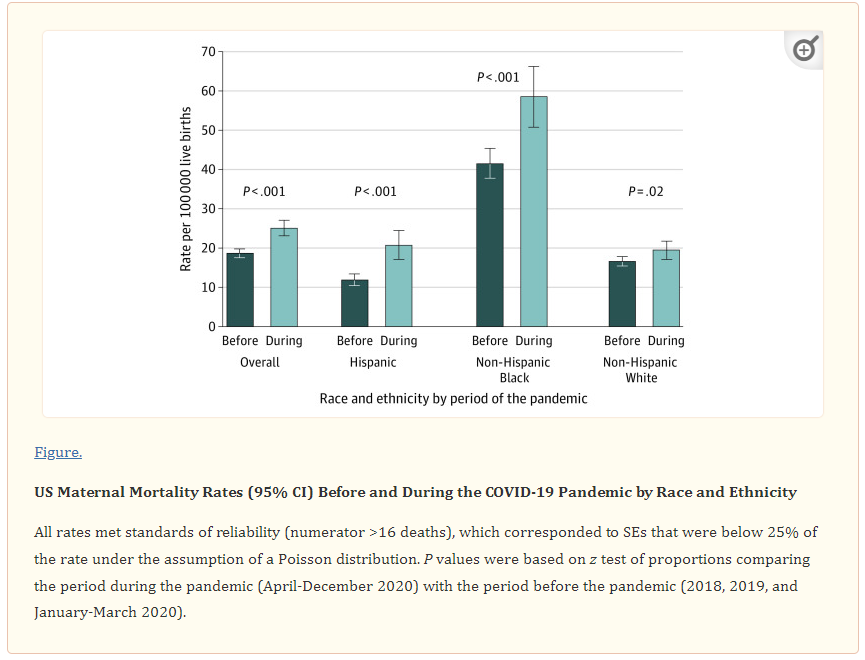 70
60
50
40
30
20
10
0
Rate per 100 000 live births
P<.001
P<.001
P<.001
P=.02
Before During Before During Before During Before During
Overall Hispanic Non-Hispanic Non-Hispanic
Black White
Race and ethnicity by period of the pandemic
Figure.
US Maternal Mortality Rates (95% CI) Before and During the COVID-19 Pandemic by Race and Ethnicity
All rates met standards of reliability (numerator >16 deaths), which corresponded to SEs that were below 25% of
the rate under the assumption of a Poisson distribution. P values were based on z test of proportions comparing
the period during the pandemic (April-December 2020) with the period before the pandemic (2018, 2019, and
January-March 2020).